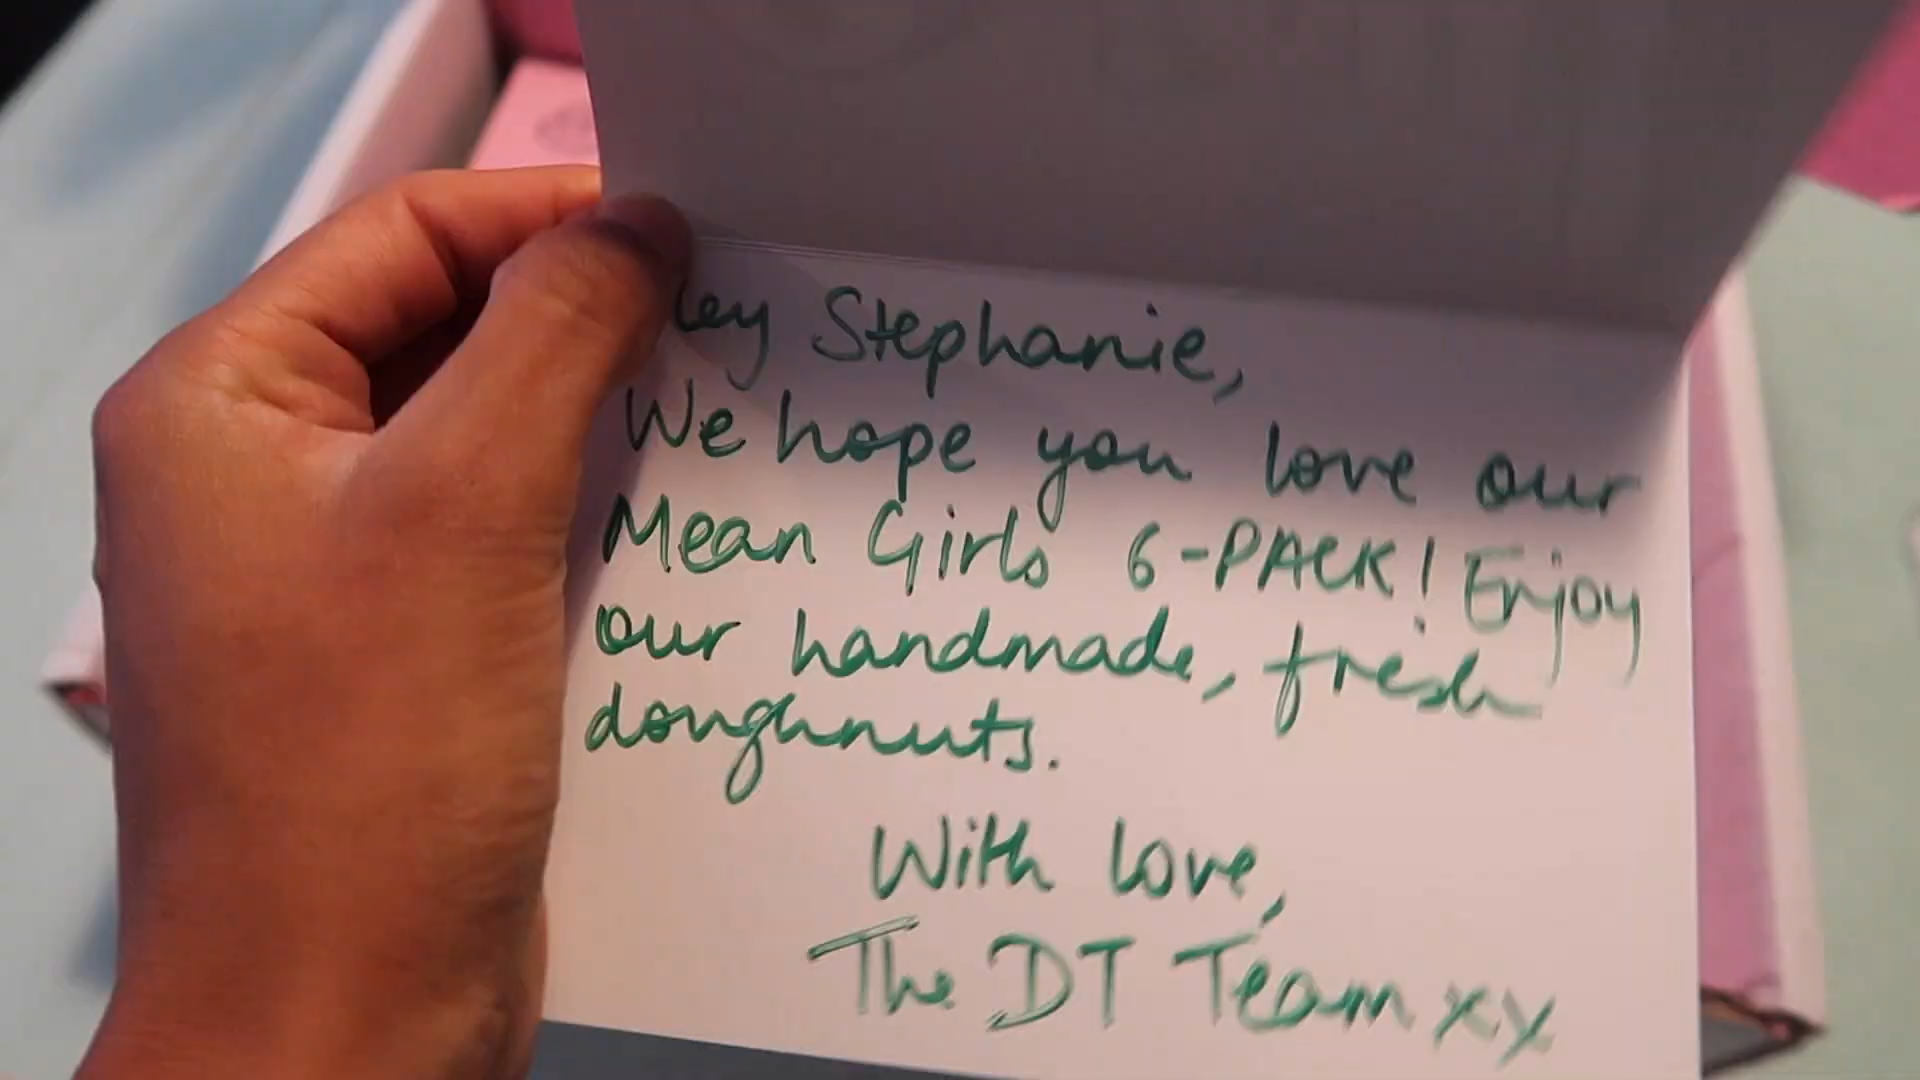 Hey Stephanie,
We hope you love our
Mean Girls 6-PACK! Enjoy
our handmade, fresh
doughnuts.
With love,
The DT Team xx